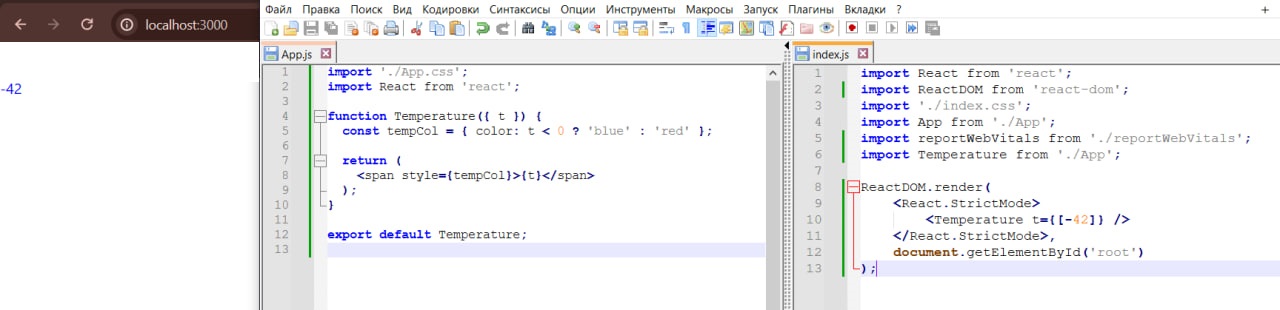 localhost:3000
-42
Файл Правка Поиск Вид Кодировки Синтаксисы Опции Инструменты Макросы Запуск Плагины Вкладки ? +
App.js
1 import './App.css';
2 import React from 'react';
3
4 function Temperature({ t }) {
5 const tempCol = { color: t < 0 ? 'blue' : 'red' };
6
7 return (
8 <span style={tempCol}>{t}</span>
9 );
10 }
11
12 export default Temperature;
13
index.js
1 import React from 'react';
2 import ReactDOM from 'react-dom';
3 import './index.css';
4 import App from './App';
5 import reportWebVitals from './reportWebVitals';
6 import Temperature from './App';
7
8 ReactDOM.render(
9 <React.StrictMode>
10 <Temperature t={[-42]} />
11 </React.StrictMode>,
12 document.getElementById('root')
13 );